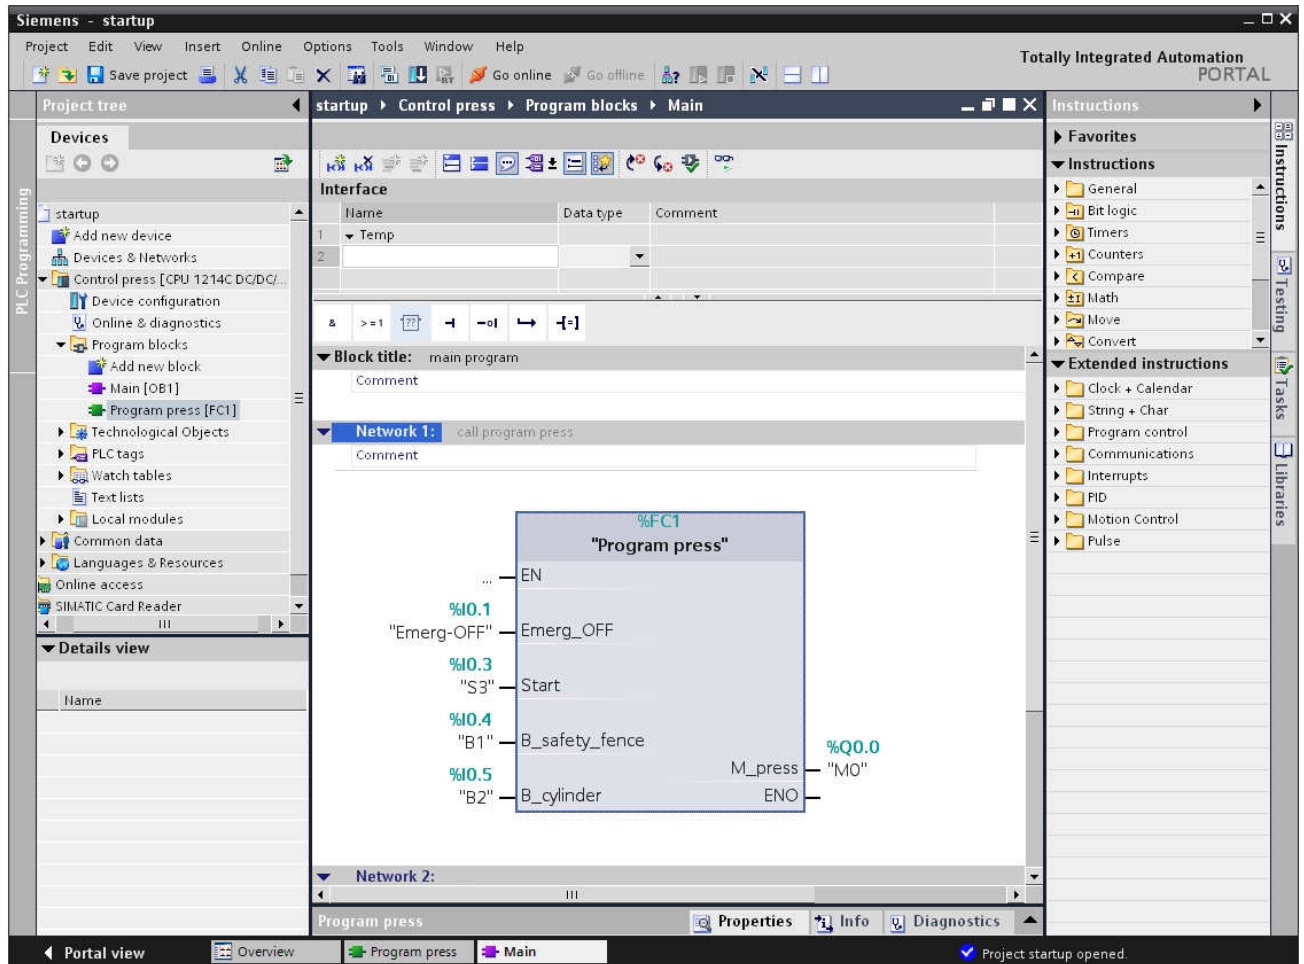 Siemens - startup
Project Edit View Insert Online Options Tools Window Help
Totally Integrated Automation
PORTAL
Save project
Go online
Go offline
Project tree
startup Control press Program blocks Main
Instructions
Devices
Favorites
Instructions
General
Bit logic
Timers
Counters
Compare
Math
Move
Convert
Extended instructions
Clock + Calendar
String + Char
Program control
Communications
Interrupts
PID
Motion Control
Pulse
PLC Programming
startup
Add new device
Devices & Networks
Control press [CPU 1214C DC/DC/...
Device configuration
Online & diagnostics
Program blocks
Add new block
Main [OB1]
Program press [FC1]
Technological Objects
PLC tags
Watch tables
Text lists
Local modules
Common data
Languages & Resources
Online access
SIMATIC Card Reader
Details view
Name
Interface
Name Data type Comment
1 Temp
2
& >=1 ?? -o| -[=]
Block title: main program
Comment
Network 1: call program press
Comment
%FC1
"Program press"
... EN
%I0.1
"Emerg-OFF" Emerg_OFF
%I0.3
"S3" Start
%I0.4
"B1" B_safety_fence
%Q0.0
M_press "M0"
%I0.5
"B2" B_cylinder ENO
Network 2:
Program press
Properties Info Diagnostics
Instructions
Testing
Tasks
Libraries
Portal view Overview Program press Main
Project startup opened.